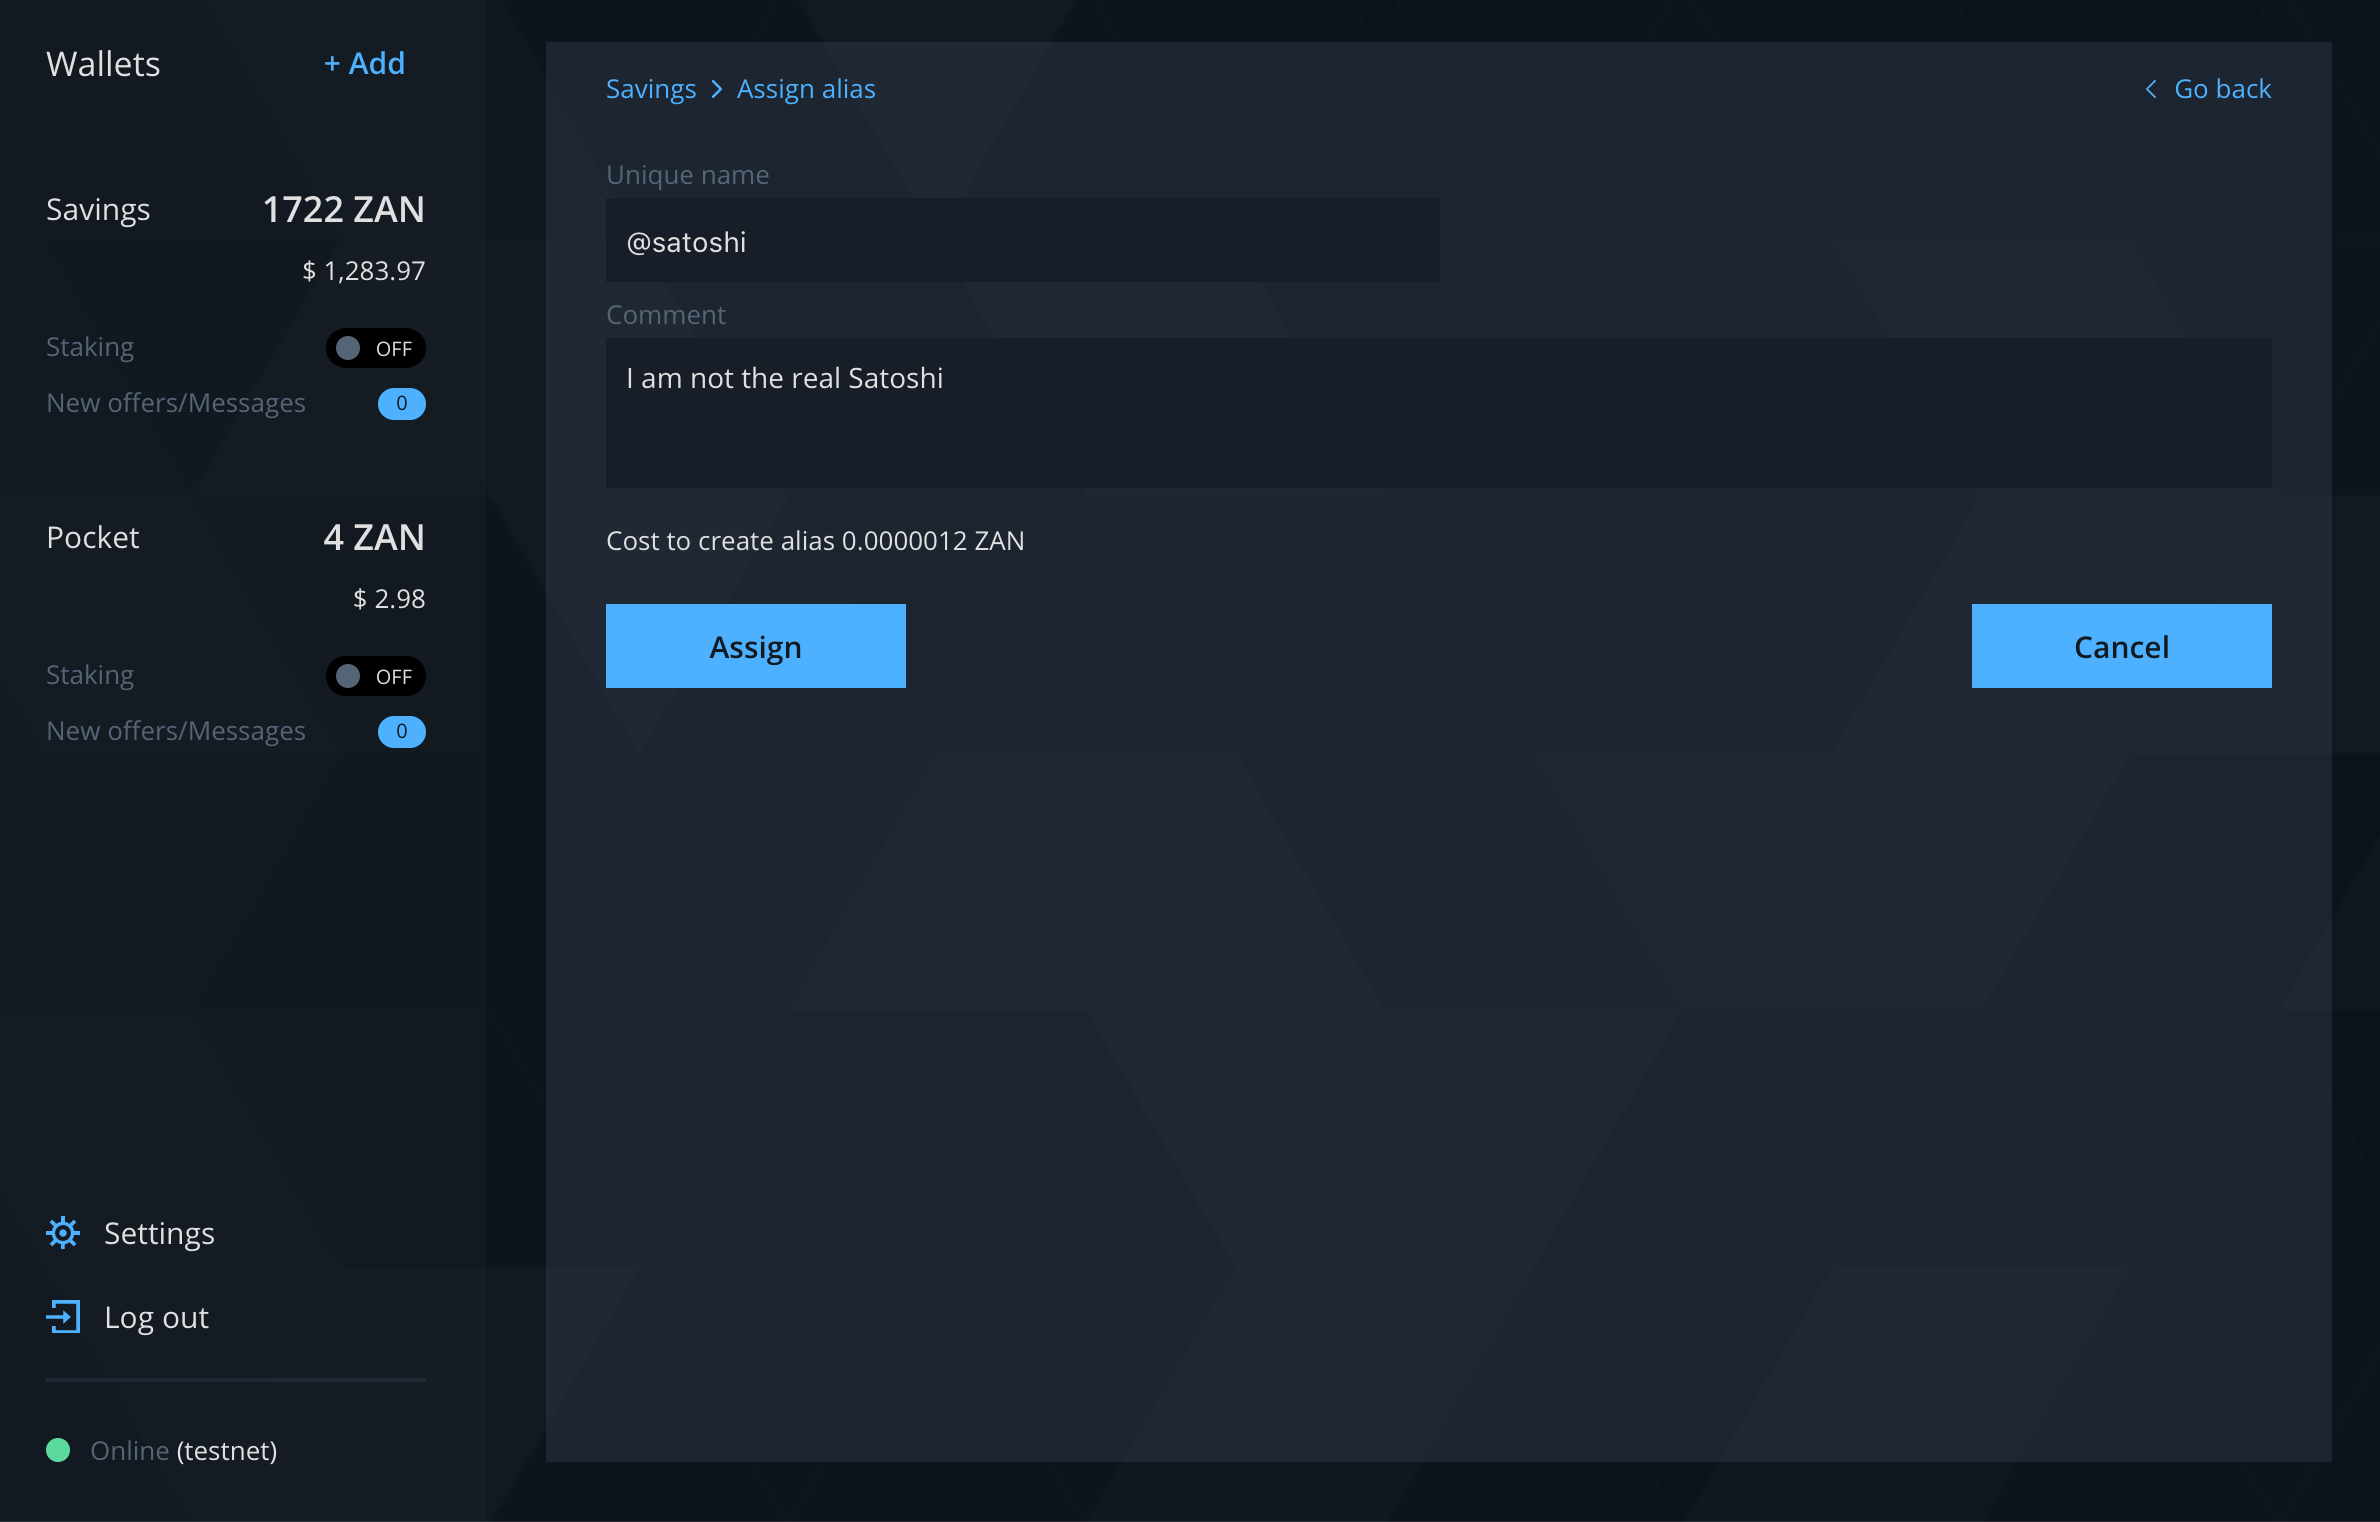 Wallets + Add
Savings 1722 ZAN
$ 1,283.97
Staking OFF
New offers/Messages 0
Pocket 4 ZAN
$ 2.98
Staking OFF
New offers/Messages 0
Settings
Log out
Online (testnet)
Savings > Assign alias < Go back
Unique name
@satoshi
Comment
I am not the real Satoshi
Cost to create alias 0.0000012 ZAN
Assign Cancel